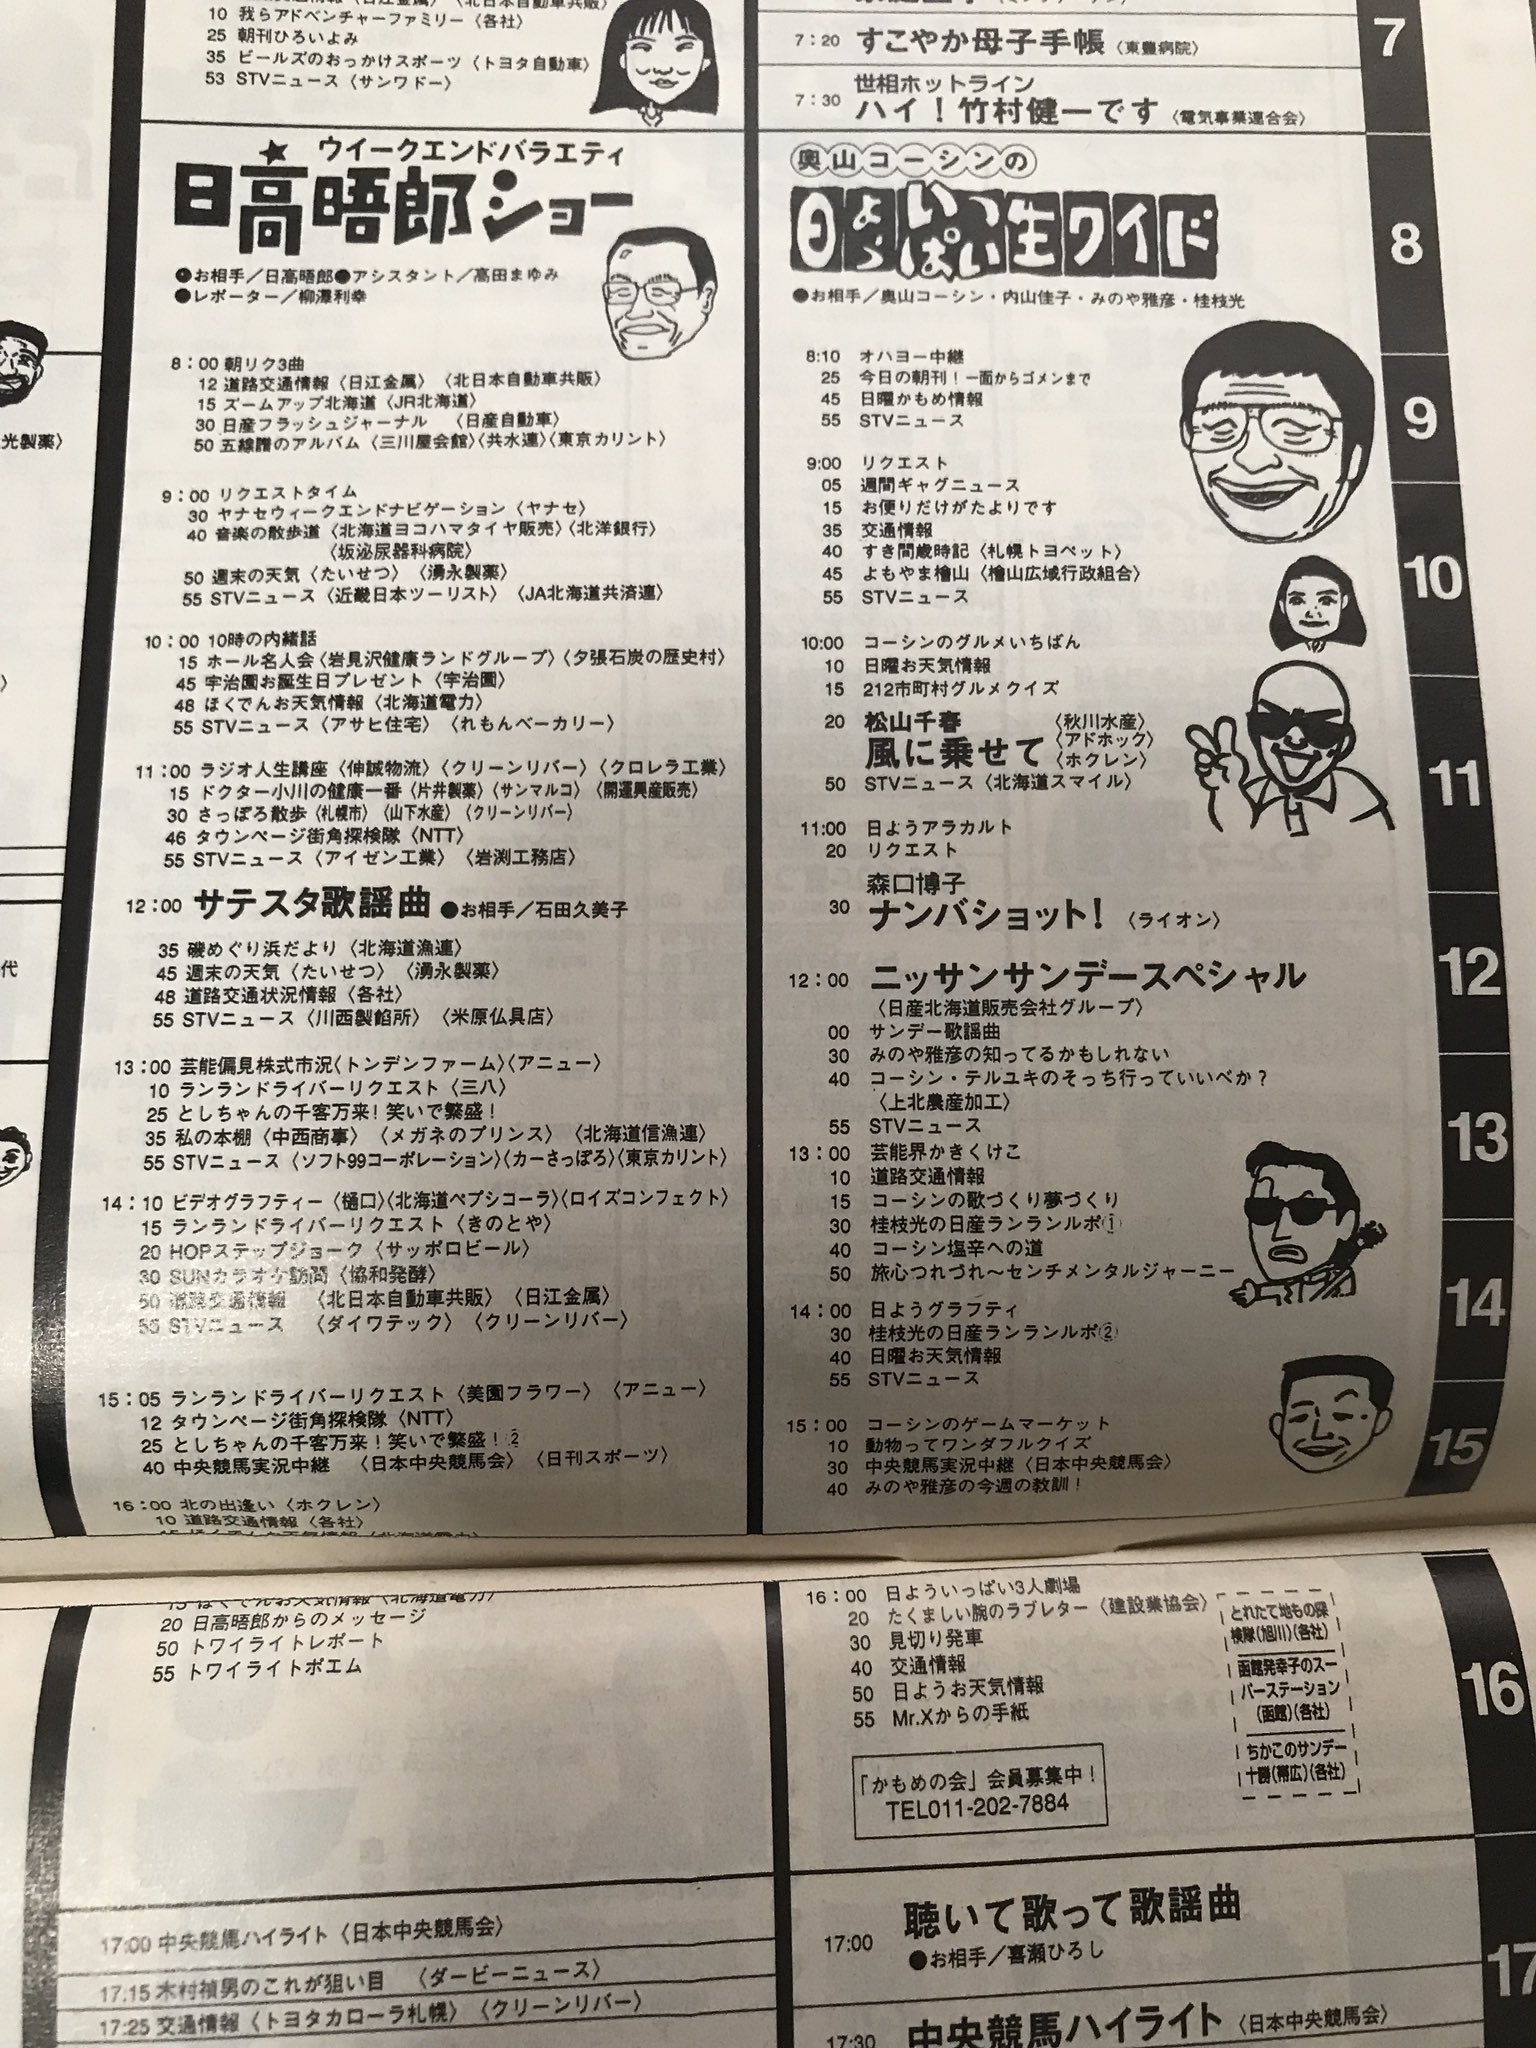 10 我らアドベンチャーファミリー〈各社〉
25 朝刊ひろいよみ
35 ビールズのおっかけスポーツ〈トヨタ自動車〉
53 STVニュース〈サンワドー〉
ウイークエンドバラエティ
日高晤郎ショー
●お相手／日高晤郎●アシスタント／高田まゆみ
●レポーター／柳澤利幸
8：00 朝リク3曲
12 道路交通情報〈日江金属〉〈北日本自動車共販〉
15 ズームアップ北海道〈JR北海道〉
30 日産フラッシュジャーナル 〈日産自動車〉
50 五線譜のアルバム〈三川屋会館〉〈共水連〉〈東京カリント〉
9：00 リクエストタイム
30 ヤナセウィークエンドナビゲーション〈ヤナセ〉
40 音楽の散歩道〈北海道ヨコハマタイヤ販売〉〈北洋銀行〉
〈坂泌尿器科病院〉
50 週末の天気〈たいせつ〉〈湧永製薬〉
55 STVニュース〈近畿日本ツーリスト〉〈JA北海道共済連〉
10：00 10時の内緒話
15 ホール名人会〈岩見沢健康ランドグループ〉〈夕張石炭の歴史村〉
45 宇治園お誕生日プレゼント〈宇治園〉
48 ほくでんお天気情報〈北海道電力〉
55 STVニュース〈アサヒ住宅〉〈れもんベーカリー〉
11：00 ラジオ人生講座〈伸誠物流〉〈クリーンリバー〉〈クロレラ工業〉
15 ドクター小川の健康一番〈片井製薬〉〈サンマルコ〉〈開運興産販売〉
30 さっぽろ散歩〈札幌市〉〈山下水産〉〈クリーンリバー〉
46 タウンページ街角探検隊〈NTT〉
55 STVニュース〈アイゼン工業〉〈岩渕工務店〉
12：00 サテスタ歌謡曲 ●お相手／石田久美子
35 磯めぐり浜だより〈北海道漁連〉
45 週末の天気〈たいせつ〉〈湧永製薬〉
48 道路交通状況情報〈各社〉
55 STVニュース〈川西製餡所〉〈米原仏具店〉
13：00 芸能偏見株式市況〈トンデンファーム〉〈アニュー〉
10 ランランドライバーリクエスト〈三八〉
25 としちゃんの千客万来！笑いで繁盛！
35 私の本棚〈中西商事〉〈メガネのプリンス〉〈北海道信漁連〉
55 STVニュース〈ソフト99コーポレーション〉〈カーさっぽろ〉〈東京カリント〉
14：10 ビデオグラフティー〈樋口〉〈北海道ペプシコーラ〉〈ロイズコンフェクト〉
15 ランランドライバーリクエスト〈きのとや〉
20 HOPステップジョーク〈サッポロビール〉
30 SUNカラオケ訪問〈協和発酵〉
50 道路交通情報 〈北日本自動車共販〉〈日江金属〉
55 STVニュース 〈ダイワテック〉〈クリーンリバー〉
15：05 ランランドライバーリクエスト〈美園フラワー〉〈アニュー〉
12 タウンページ街角探検隊〈NTT〉
25 としちゃんの千客万来！笑いで繁盛！②
40 中央競馬実況中継 〈日本中央競馬会〉〈日刊スポーツ〉
16：00 北の出逢い〈ホクレン〉
10 道路交通情報〈各社〉
15 ほくでんお天気情報〈北海道電力〉
20 日高晤郎からのメッセージ
50 トワイライトレポート
55 トワイライトポエム
17:00 中央競馬ハイライト〈日本中央競馬会〉
17:15 木村禎男のこれが狙い目 〈ダービーニュース〉
17:25 交通情報〈トヨタカローラ札幌〉〈クリーンリバー〉
7:20 すこやか母子手帳〈東豊病院〉
世相ホットライン
7:30 ハイ！竹村健一です〈電気事業連合会〉
奥山コーシンの
日よういっぱい生ワイド
●お相手／奥山コーシン・内山佳子・みのや雅彦・桂枝光
8:10 オハヨー中継
25 今日の朝刊！一面からゴメンまで
45 日曜かもめ情報
55 STVニュース
9:00 リクエスト
05 週間ギャグニュース
15 お便りだけがたよりです
35 交通情報
40 すき間歳時記〈札幌トヨペット〉
45 よもやま檜山〈檜山広域行政組合〉
55 STVニュース
10:00 コーシンのグルメいちばん
10 日曜お天気情報
15 212市町村グルメクイズ
20 松山千春 〈秋川水産〉
風に乗せて 〈アドホック〉
〈ホクレン〉
50 STVニュース〈北海道スマイル〉
11:00 日ようアラカルト
20 リクエスト
森口博子
30 ナンバショット！〈ライオン〉
12：00 ニッサンサンデースペシャル
〈日産北海道販売会社グループ〉
00 サンデー歌謡曲
30 みのや雅彦の知ってるかもしれない
40 コーシン・テルユキのそっち行っていいべか？
〈上北農産加工〉
55 STVニュース
13：00 芸能界かきくけこ
10 道路交通情報
15 コーシンの歌づくり夢づくり
30 桂枝光の日産ランランルポ①
40 コーシン塩辛への道
50 旅心つれづれ〜センチメンタルジャーニー
14：00 日ようグラフティ
30 桂枝光の日産ランランルポ②
40 日曜お天気情報
55 STVニュース
15：00 コーシンのゲームマーケット
10 動物ってワンダフルクイズ
30 中央競馬実況中継〈日本中央競馬会〉
40 みのや雅彦の今週の教訓！
16：00 日よういっぱい3人劇場
20 たくましい腕のラブレター〈建設業協会〉
30 見切り発車
40 交通情報
50 日ようお天気情報
55 Mr.Xからの手紙
とれたて地もの探
検隊(旭川)(各社)
函館発幸子のスー
パーステーション
(函館)(各社)
ちかこのサンデー
十勝(帯広)(各社)
「かもめの会」会員募集中！
TEL011-202-7884
17:00 聴いて歌って歌謡曲
●お相手／喜瀬ひろし
17:30 中央競馬ハイライト〈日本中央競馬会〉
7
8
9
10
11
12
13
14
15
16
17
光製薬〉
代